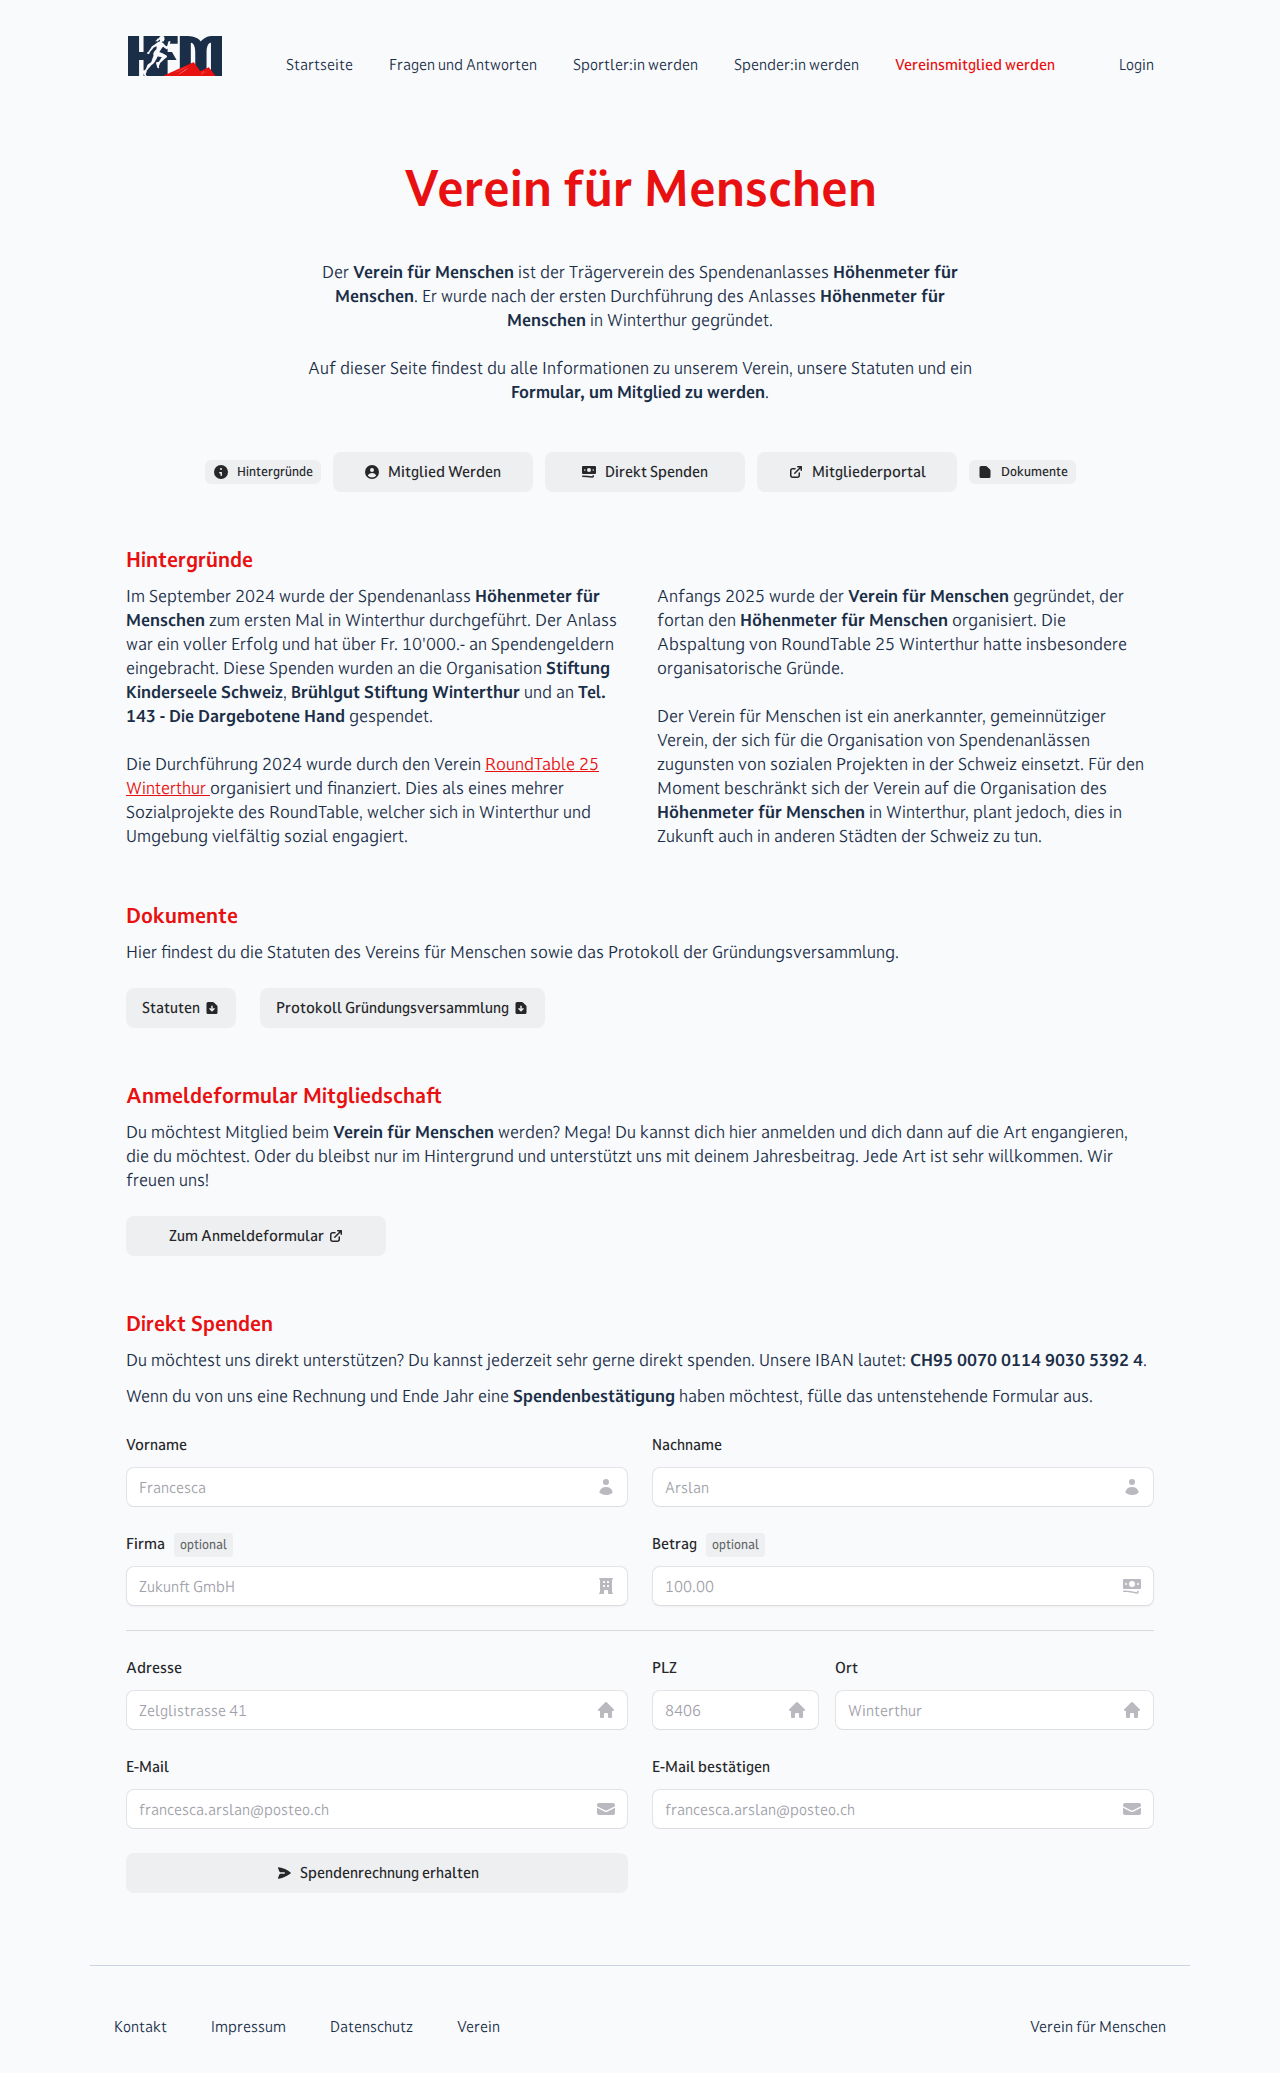 HFM
Startseite Fragen und Antworten Sportler:in werden Spender:in werden Vereinsmitglied werden Login
Verein für Menschen
Der Verein für Menschen ist der Trägerverein des Spendenanlasses Höhenmeter für
Menschen. Er wurde nach der ersten Durchführung des Anlasses Höhenmeter für
Menschen in Winterthur gegründet.
Auf dieser Seite findest du alle Informationen zu unserem Verein, unsere Statuten und ein
Formular, um Mitglied zu werden.
Hintergründe Mitglied Werden Direkt Spenden Mitgliederportal Dokumente
Hintergründe
Im September 2024 wurde der Spendenanlass Höhenmeter für
Menschen zum ersten Mal in Winterthur durchgeführt. Der Anlass
war ein voller Erfolg und hat über Fr. 10'000.- an Spendengeldern
eingebracht. Diese Spenden wurden an die Organisation Stiftung
Kinderseele Schweiz, Brühlgut Stiftung Winterthur und an Tel.
143 - Die Dargebotene Hand gespendet.
Die Durchführung 2024 wurde durch den Verein RoundTable 25
Winterthur organisiert und finanziert. Dies als eines mehrer
Sozialprojekte des RoundTable, welcher sich in Winterthur und
Umgebung vielfältig sozial engagiert.
Anfangs 2025 wurde der Verein für Menschen gegründet, der
fortan den Höhenmeter für Menschen organisiert. Die
Abspaltung von RoundTable 25 Winterthur hatte insbesondere
organisatorische Gründe.
Der Verein für Menschen ist ein anerkannter, gemeinnütziger
Verein, der sich für die Organisation von Spendenanlässen
zugunsten von sozialen Projekten in der Schweiz einsetzt. Für den
Moment beschränkt sich der Verein auf die Organisation des
Höhenmeter für Menschen in Winterthur, plant jedoch, dies in
Zukunft auch in anderen Städten der Schweiz zu tun.
Dokumente
Hier findest du die Statuten des Vereins für Menschen sowie das Protokoll der Gründungsversammlung.
Statuten Protokoll Gründungsversammlung
Anmeldeformular Mitgliedschaft
Du möchtest Mitglied beim Verein für Menschen werden? Mega! Du kannst dich hier anmelden und dich dann auf die Art engangieren,
die du möchtest. Oder du bleibst nur im Hintergrund und unterstützt uns mit deinem Jahresbeitrag. Jede Art ist sehr willkommen. Wir
freuen uns!
Zum Anmeldeformular
Direkt Spenden
Du möchtest uns direkt unterstützen? Du kannst jederzeit sehr gerne direkt spenden. Unsere IBAN lautet: CH95 0070 0114 9030 5392 4.
Wenn du von uns eine Rechnung und Ende Jahr eine Spendenbestätigung haben möchtest, fülle das untenstehende Formular aus.
Vorname Nachname
Francesca Arslan
Firma optional Betrag optional
Zukunft GmbH 100.00
Adresse PLZ Ort
Zelglistrasse 41 8406 Winterthur
E-Mail E-Mail bestätigen
francesca.arslan@posteo.ch francesca.arslan@posteo.ch
Spendenrechnung erhalten
Kontakt Impressum Datenschutz Verein Verein für Menschen